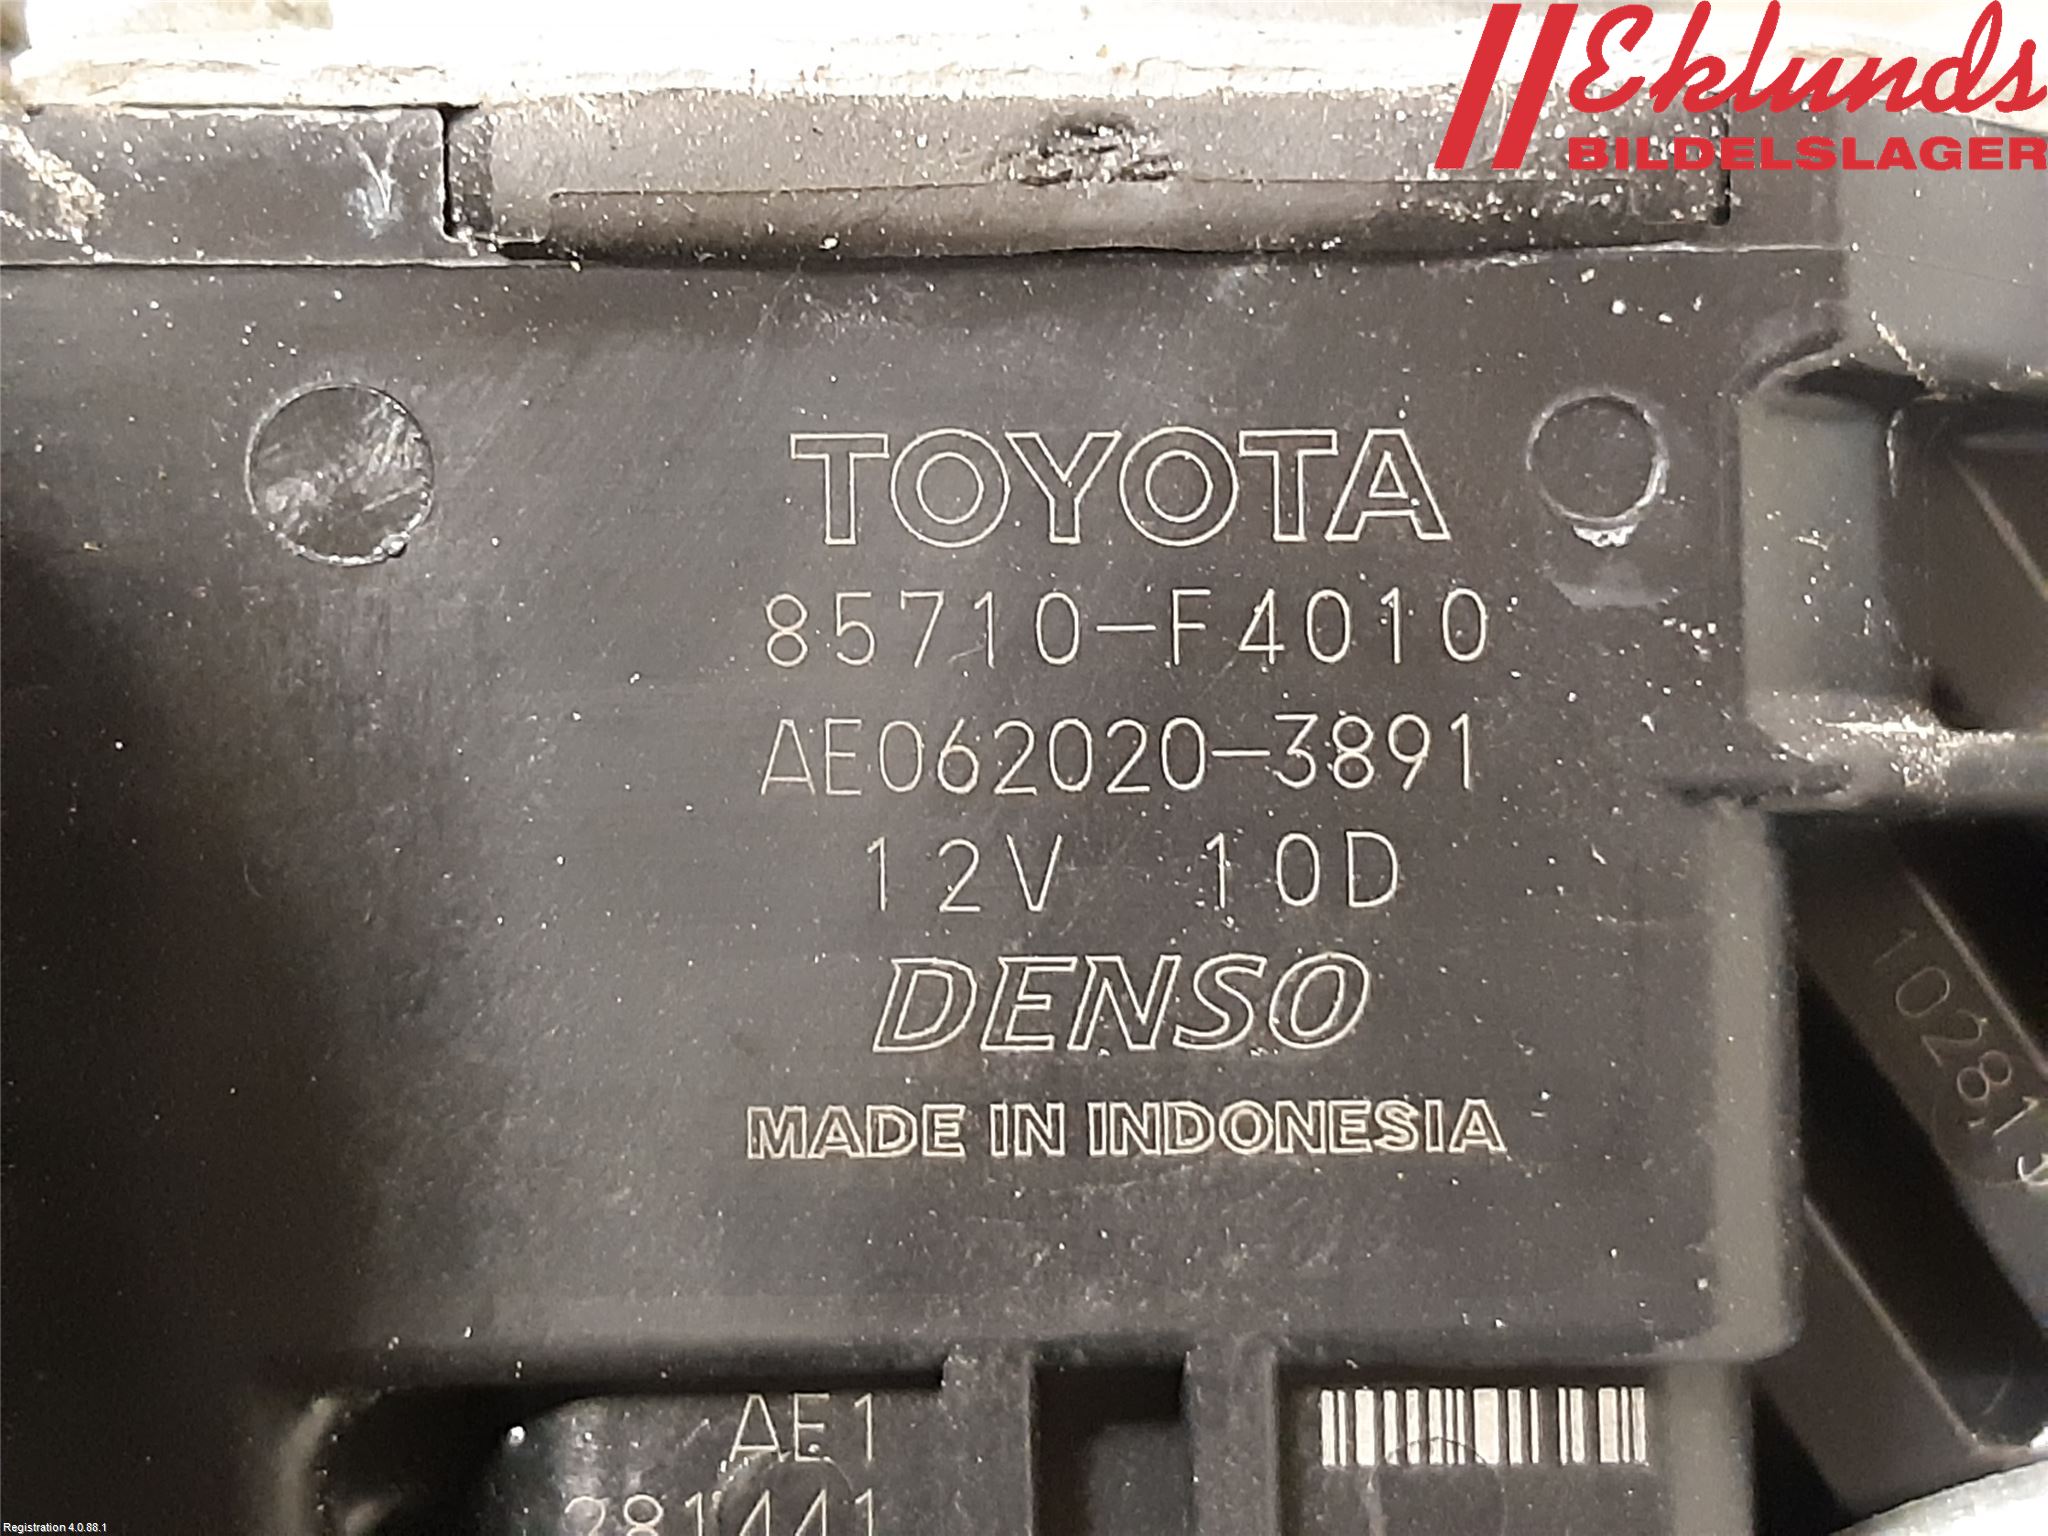 Eklunds
BILDELSLAGER
TOYOTA
85710-F4010
AE062020-3891
12V 10D
DENSO
MADE IN INDONESIA
AE1
Registration 4.0.88.1